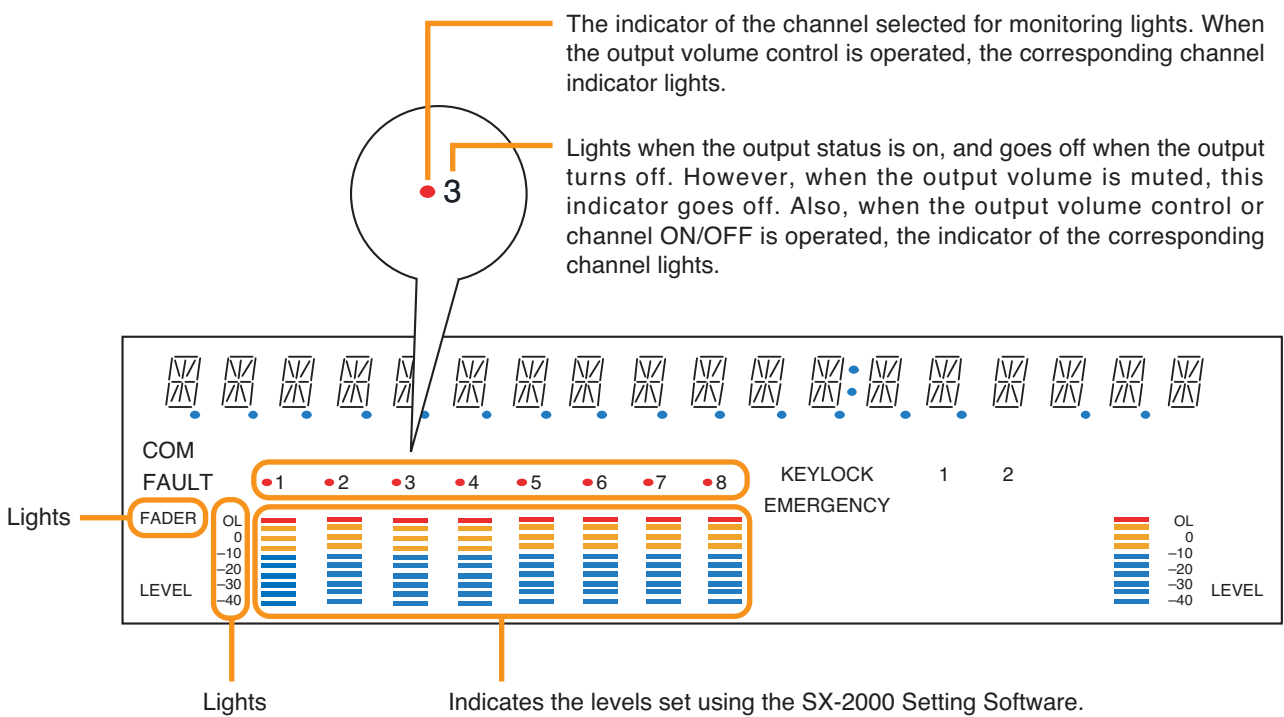 The indicator of the channel selected for monitoring lights. When
the output volume control is operated, the corresponding channel
indicator lights.
Lights when the output status is on, and goes off when the output
turns off. However, when the output volume is muted, this
indicator goes off. Also, when the output volume control or
channel ON/OFF is operated, the indicator of the corresponding
channel lights.
3
COM
FAULT
1 2 3 4 5 6 7 8
KEYLOCK 1 2
EMERGENCY
Lights
FADER
LEVEL
OL
0
–10
–20
–30
–40
OL
0
–10
–20
–30
–40
LEVEL
Lights
Indicates the levels set using the SX-2000 Setting Software.